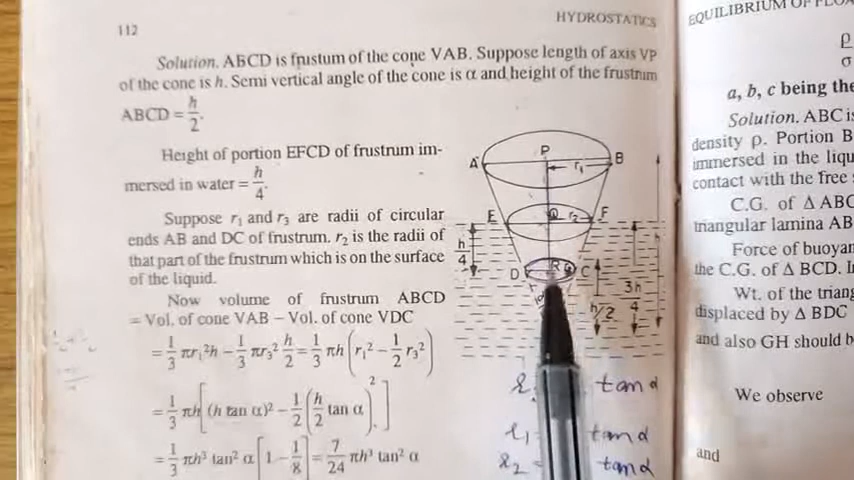 112
HYDROSTATICS
Solution. ABCD is frustum of the cone VAB. Suppose length of axis VP
of the cone is h. Semi vertical angle of the cone is α and height of the frustrum
ABCD = h/2.
Height of portion EFCD of frustrum im-
mersed in water = h/4.
Suppose r₁ and r₃ are radii of circular
ends AB and DC of frustrum. r₂ is the radii of
that part of the frustrum which is on the surface
of the liquid.
Now volume of frustrum ABCD
= Vol. of cone VAB – Vol. of cone VDC
= 1/3 πr₁²h – 1/3 πr₃² h/2 = 1/3 πh (r₁² – 1/2 r₃²)
= 1/3 πh [(h tan α)² – 1/2 (h/2 tan α)²]
= 1/3 πh³ tan² α [1 – 1/8] = 7/24 πh³ tan² α
P
A
B
r₁
E
Q
r₂
F
h/4
D
R
C
h
3h/4
h/2
tan α
r₁ = tan α
r₂ = tan α
EQUILIBRIUM OF
ρ
σ
a, b, c being the
Solution. ABC is
density ρ. Portion B
immersed in the liqu
contact with the free
C.G. of Δ ABC
triangular lamina AB
Force of buoyan
the C.G. of Δ BCD. I
Wt. of the triang
displaced by Δ BDC
and also GH should b
We observe
and